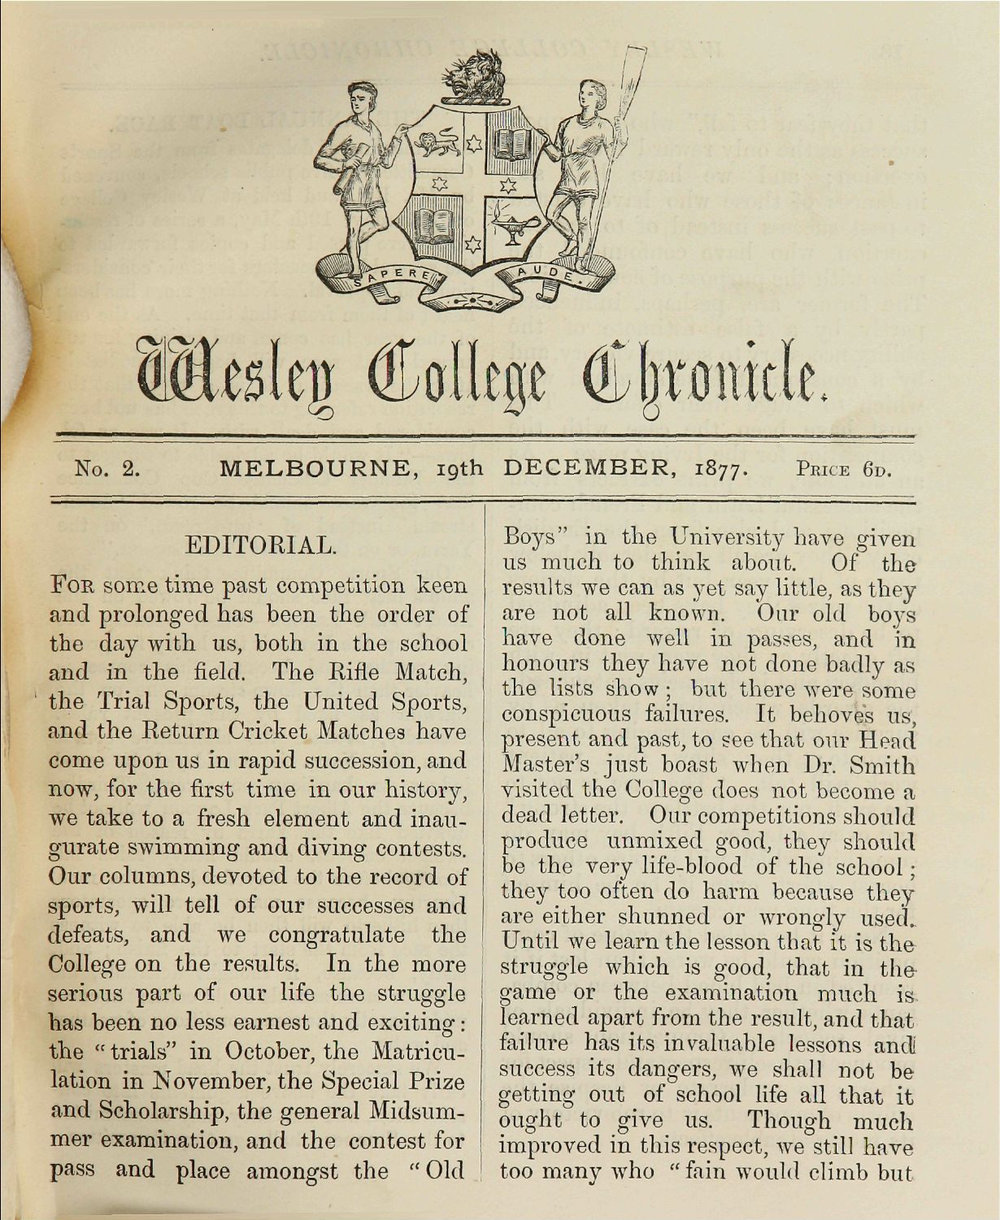 SAPERE AUDE.
Wesley College Chronicle.
No. 2. MELBOURNE, 19th DECEMBER, 1877. PRICE 6D.
EDITORIAL.
FOR some time past competition keen
and prolonged has been the order of
the day with us, both in the school
and in the field. The Rifle Match,
the Trial Sports, the United Sports,
and the Return Cricket Matches have
come upon us in rapid succession, and
now, for the first time in our history,
we take to a fresh element and inau-
gurate swimming and diving contests.
Our columns, devoted to the record of
sports, will tell of our successes and
defeats, and we congratulate the
College on the results. In the more
serious part of our life the struggle
has been no less earnest and exciting:
the “trials” in October, the Matricu-
lation in November, the Special Prize
and Scholarship, the general Midsum-
mer examination, and the contest for
pass and place amongst the “Old
Boys” in the University have given
us much to think about. Of the
results we can as yet say little, as they
are not all known. Our old boys
have done well in passes, and in
honours they have not done badly as
the lists show; but there were some
conspicuous failures. It behoves us,
present and past, to see that our Head
Master's just boast when Dr. Smith
visited the College does not become a
dead letter. Our competitions should
produce unmixed good, they should
be the very life-blood of the school;
they too often do harm because they
are either shunned or wrongly used.
Until we learn the lesson that it is the
struggle which is good, that in the
game or the examination much is
learned apart from the result, and that
failure has its invaluable lessons and
success its dangers, we shall not be
getting out of school life all that it
ought to give us. Though much
improved in this respect, we still have
too many who “fain would climb but